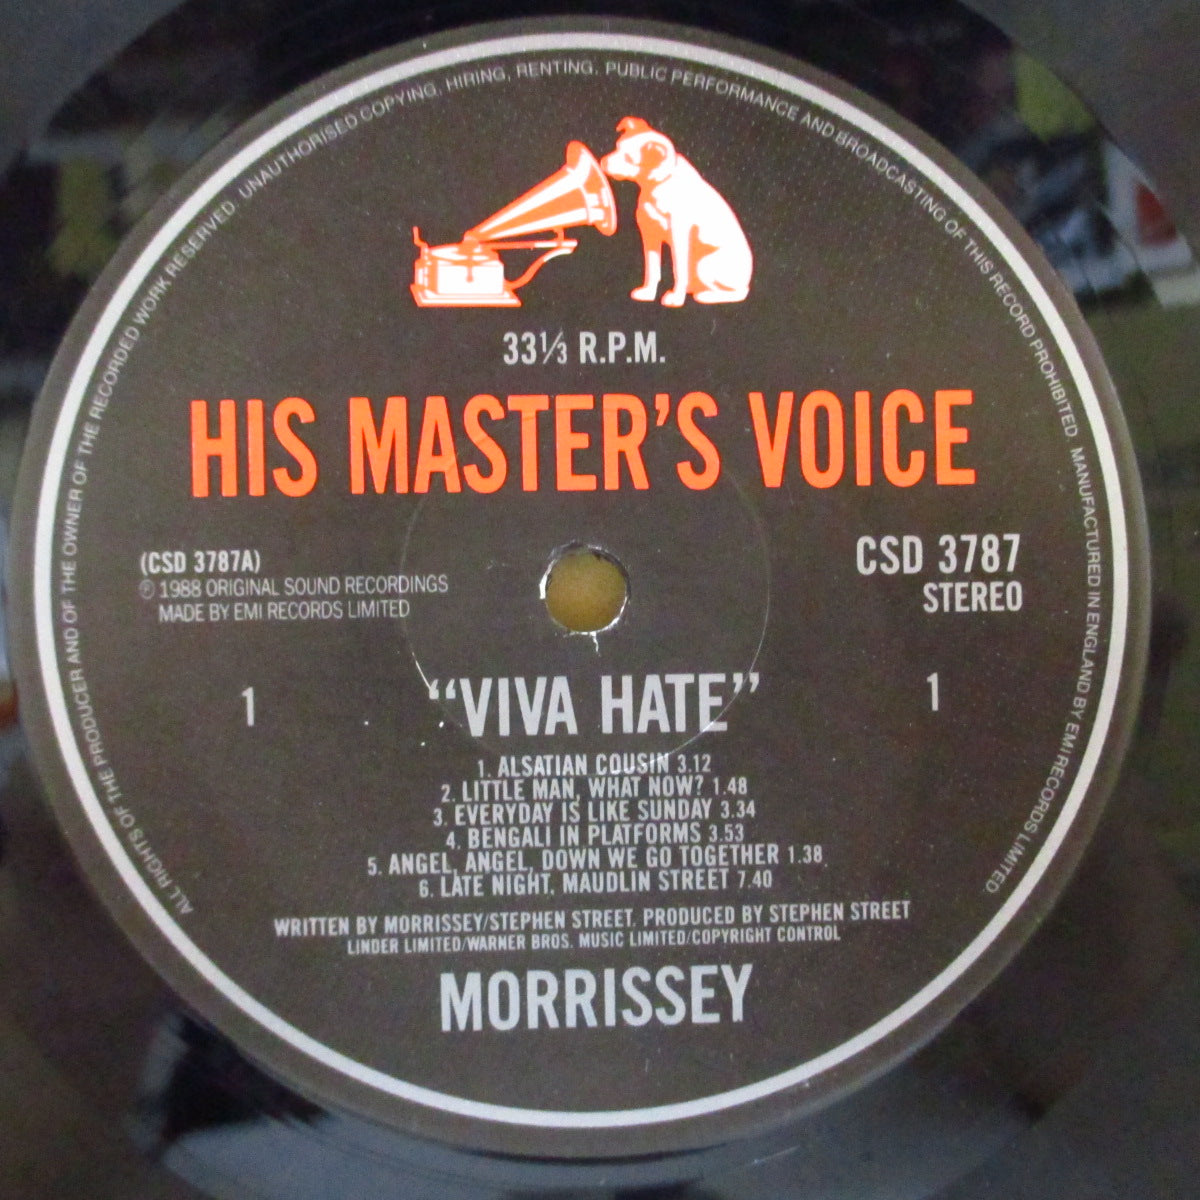 ALL RIGHTS OF THE PRODUCER AND OF THE OWNER OF THE RECORDED WORK RESERVED. UNAUTHORISED COPYING, HIRING, RENTING, PUBLIC PERFORMANCE AND BROADCASTING OF THIS RECORD PROHIBITED. MANUFACTURED IN ENGLAND BY EMI RECORDS LIMITED.
33⅓ R.P.M.
HIS MASTER'S VOICE
(CSD 3787A)
℗ 1988 ORIGINAL SOUND RECORDINGS
MADE BY EMI RECORDS LIMITED
CSD 3787
STEREO
1
1
"VIVA HATE"
1. ALSATIAN COUSIN 3.12
2. LITTLE MAN, WHAT NOW? 1.48
3. EVERYDAY IS LIKE SUNDAY 3.34
4. BENGALI IN PLATFORMS 3.53
5. ANGEL, ANGEL, DOWN WE GO TOGETHER 1.38
6. LATE NIGHT, MAUDLIN STREET 7.40
WRITTEN BY MORRISSEY/STEPHEN STREET. PRODUCED BY STEPHEN STREET
LINDER LIMITED/WARNER BROS. MUSIC LIMITED/COPYRIGHT CONTROL
MORRISSEY